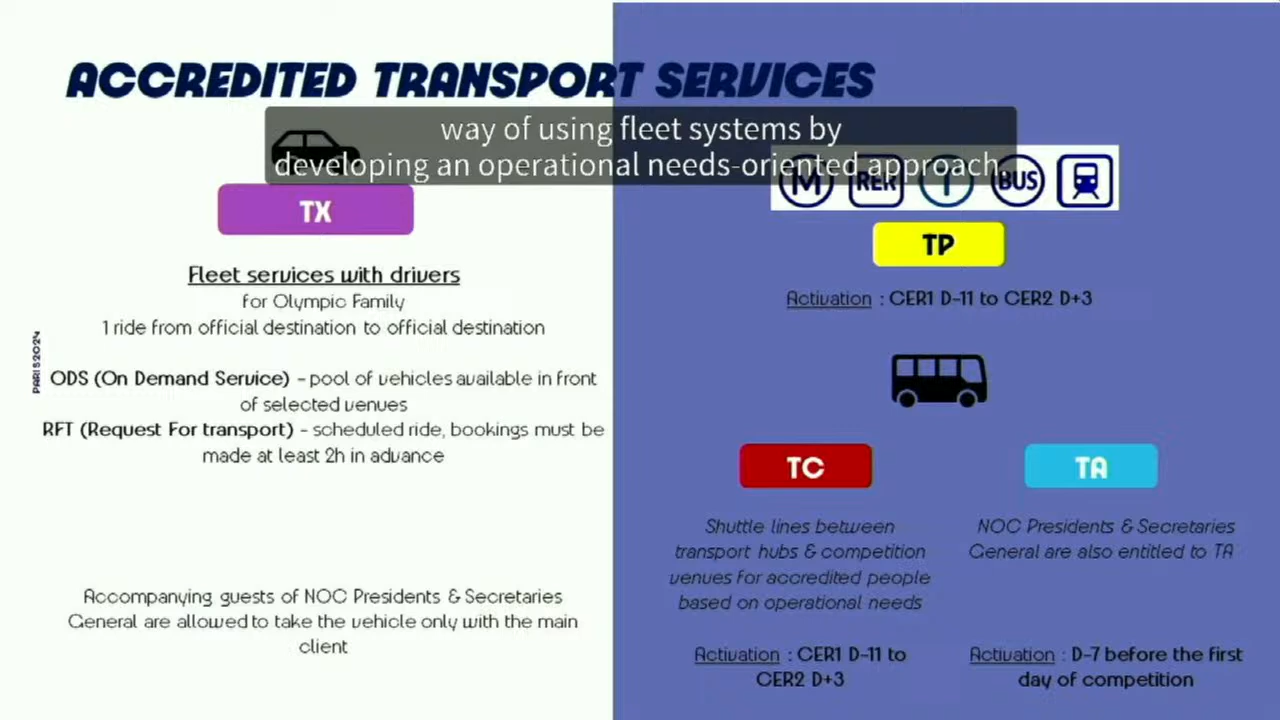 ACCREDITED TRANSPORT SERVICES
way of using fleet systems by
developing an operational needs-oriented approach,
M RER T BUS
TX
TP
Fleet services with drivers
for Olympic Family
1 ride from official destination to official destination
Activation : CER1 D-11 to CER2 D+3
PARIS2024
ODS (On Demand Service) - pool of vehicles available in front
of selected venues
RFT (Request For transport) - scheduled ride, bookings must be
made at least 2h in advance
Accompanying guests of NOC Presidents & Secretaries
General are allowed to take the vehicle only with the main
client
TC
Shuttle lines between
transport hubs & competition
venues for accredited people
based on operational needs
Activation : CER1 D-11 to
CER2 D+3
TA
NOC Presidents & Secretaries
General are also entitled to TA
Activation : D-7 before the first
day of competition